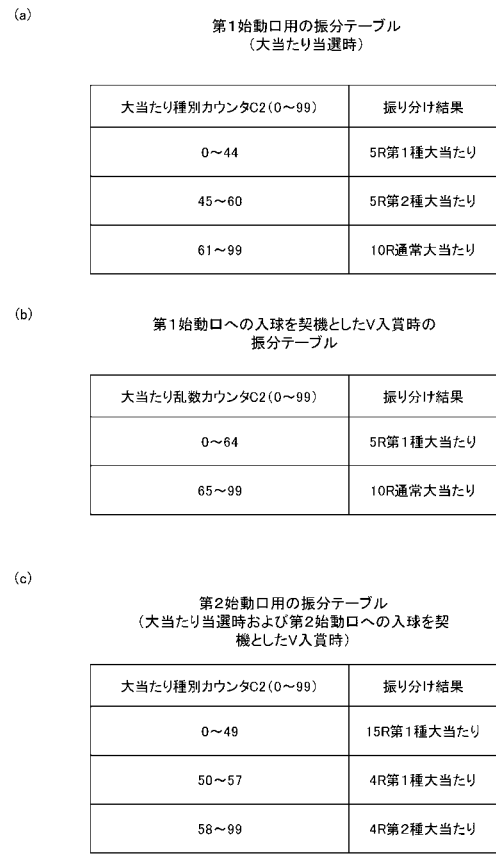 (a)
第1始動口用の振分テーブル
(大当たり当選時)
大当たり種別カウンタC2(0~99) 振り分け結果
0~44 5R第1種大当たり
45~60 5R第2種大当たり
61~99 10R通常大当たり
(b)
第1始動口への入球を契機としたV入賞時の
振分テーブル
大当たり乱数カウンタC2(0~99) 振り分け結果
0~64 5R第1種大当たり
65~99 10R通常大当たり
(c)
第2始動口用の振分テーブル
(大当たり当選時および第2始動口への入球を契
機としたV入賞時)
大当たり種別カウンタC2(0~99) 振り分け結果
0~49 15R第1種大当たり
50~57 4R第1種大当たり
58~99 4R第2種大当たり